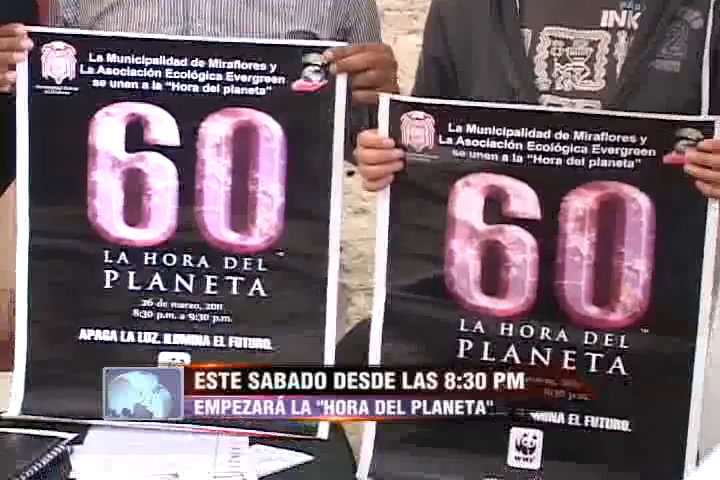 La Municipalidad de Miraflores y
La Asociación Ecológica Evergreen
se unen a la "Hora del planeta"
60
LA HORA DEL
PLANETA
26 de marzo, 2011
8:30 p.m. a 9:30 p.m.
APAGA LA LUZ. ILUMINA EL FUTURO.
INK
La Municipalidad de Miraflores y
La Asociación Ecológica Evergreen
se unen a la "Hora del planeta"
60
LA HORA DEL
PLANETA
EL FUTURO.
WWF
ESTE SABADO DESDE LAS 8:30 PM
EMPEZARÁ LA "HORA DEL PLANETA"